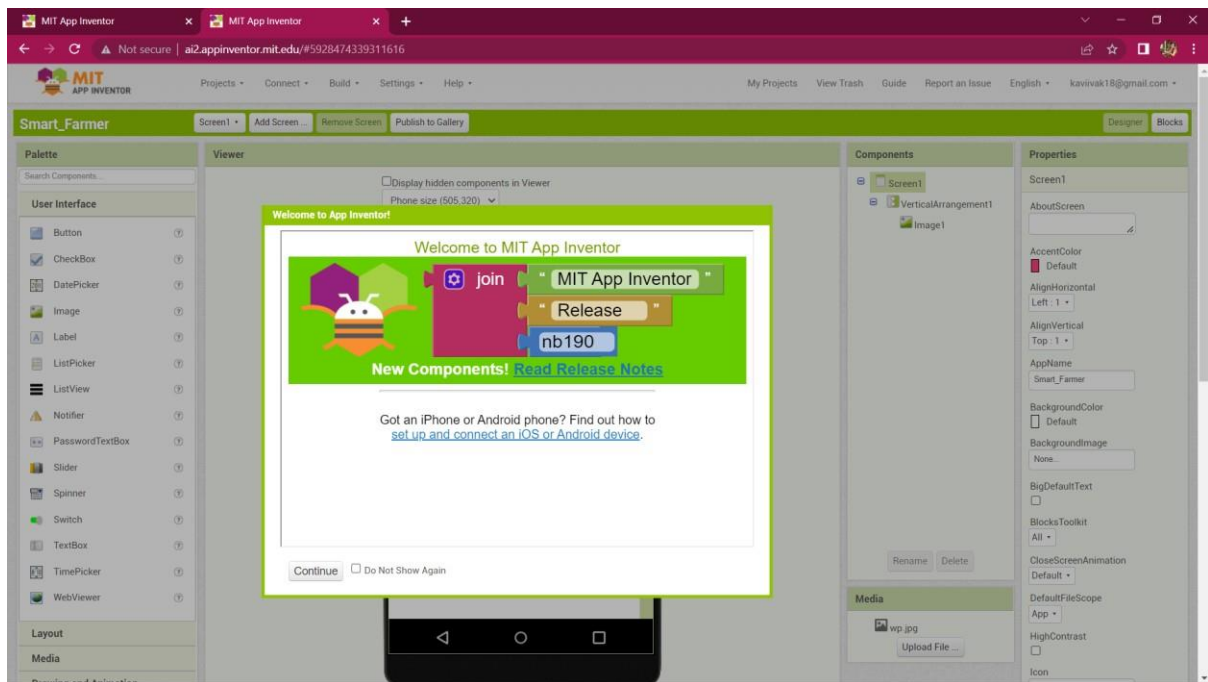 MIT App Inventor
MIT App Inventor
Not secure | ai2.appinventor.mit.edu/#5928474339311616
MIT
APP INVENTOR
Projects Connect Build Settings Help My Projects View Trash Guide Report an Issue English kaviivak18@gmail.com
Smart_Farmer Screen1 Add Screen ... Remove Screen Publish to Gallery Designer Blocks
Palette
Search Components...
User Interface
Button
CheckBox
DatePicker
Image
Label
ListPicker
ListView
Notifier
PasswordTextBox
Slider
Spinner
Switch
TextBox
TimePicker
WebViewer
Layout
Media
Drawing and Animation
Viewer
Display hidden components in Viewer
Phone size (505,320)
Welcome to App Inventor!
Welcome to MIT App Inventor
join " MIT App Inventor "
" Release "
nb190
New Components! Read Release Notes
Got an iPhone or Android phone? Find out how to
set up and connect an iOS or Android device.
Continue Do Not Show Again
Components
Screen1
VerticalArrangement1
Image1
Rename Delete
Media
wp.jpg
Upload File ...
Properties
Screen1
AboutScreen
AccentColor
Default
AlignHorizontal
Left : 1
AlignVertical
Top : 1
AppName
Smart_Farmer
BackgroundColor
Default
BackgroundImage
None...
BigDefaultText
BlocksToolkit
All
CloseScreenAnimation
Default
DefaultFileScope
App
HighContrast
Icon